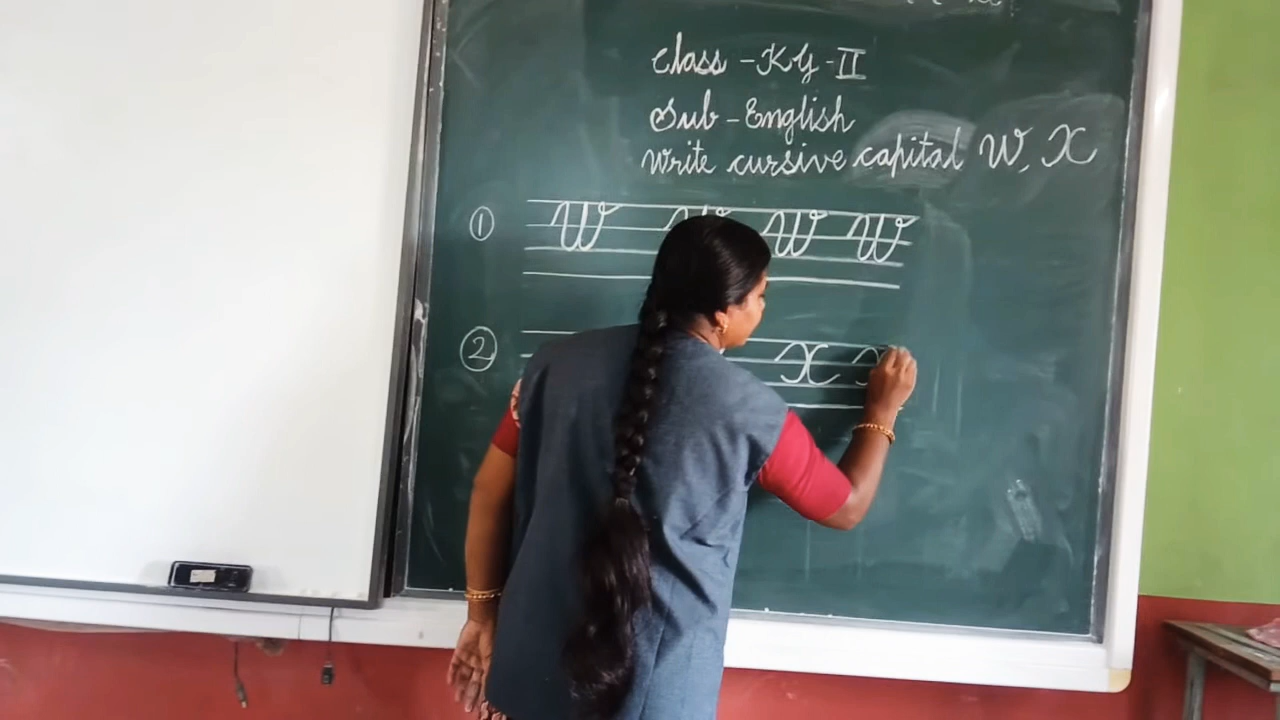 Class - KG - II
Sub - English
Write cursive capital W, X
① W W W W
② X X